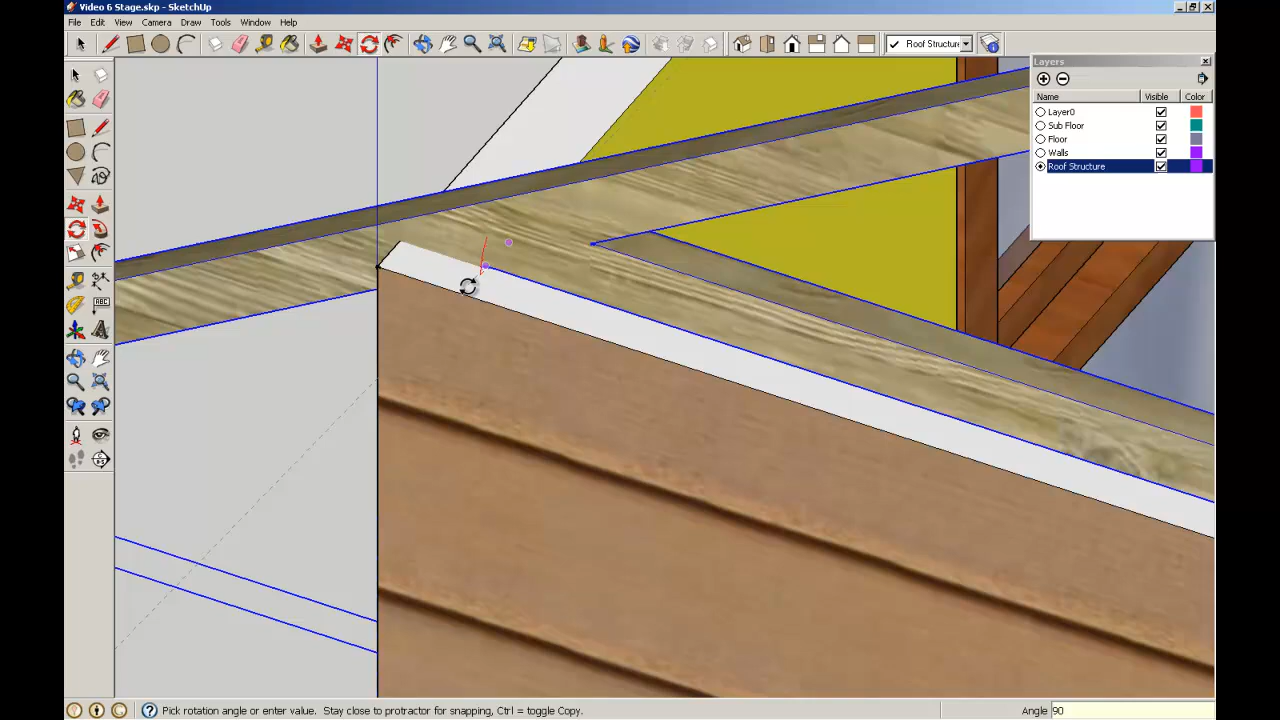 Video 6 Stage.skp - SketchUp
File Edit View Camera Draw Tools Window Help
Roof Structure
Layers
Name Visible Color
Layer0
Sub Floor
Floor
Walls
Roof Structure
ABC
Pick rotation angle or enter value. Stay close to protractor for snapping, Ctrl = toggle Copy.
Angle 90